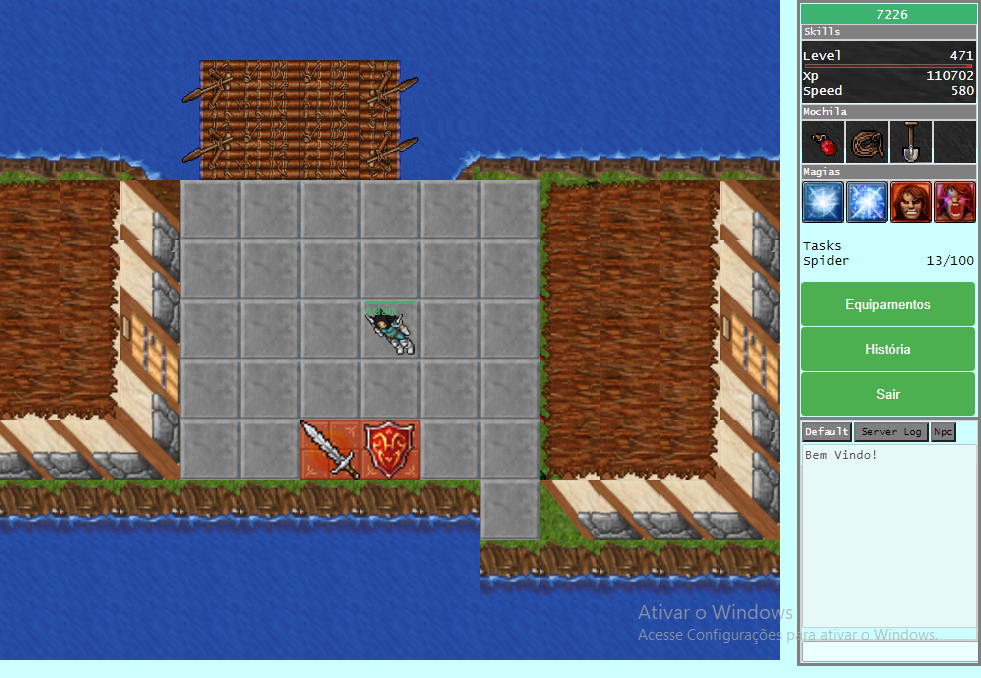 7226
Skills
Level 471
Xp 110702
Speed 580
Mochila
Magias
Tasks
Spider 13/100
Equipamentos
História
Sair
Default Server Log Npc
Bem Vindo!
Ativar o Windows
Acesse Configurações para ativar o Windows.